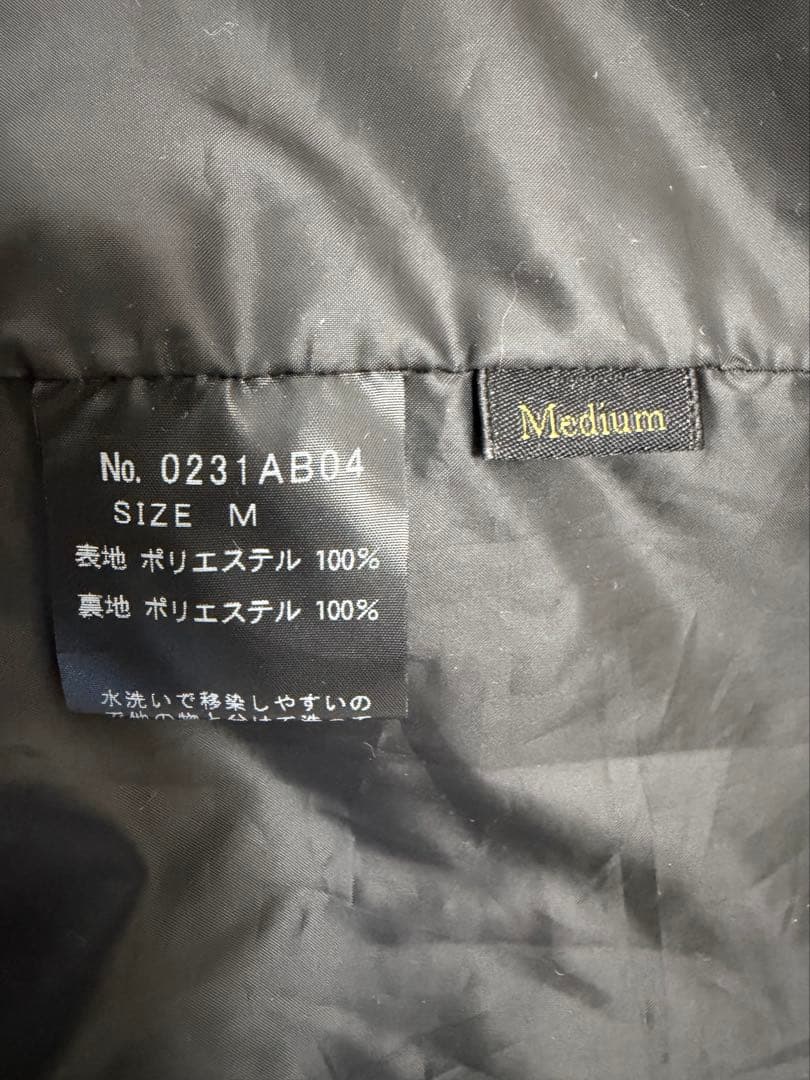 No. 0231AB04
SIZE M
表地 ポリエステル 100%
裏地 ポリエステル 100%
水洗いで移染しやすいの
Medium